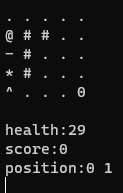 . . . . .
@ # # . .
- # . . .
* # . . .
^ . . . 0

health:29
score:0
position:0 1